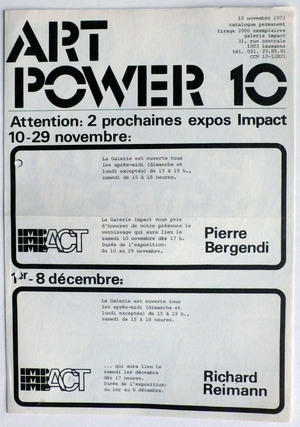 ART
POWER 10
10 novembre 1973
catalogue permanent
tirage 2000 exemplaires
galerie impact
31, rue centrale
1003 lausanne
tél. 021. 23.85.91
CCP 10-12821
Attention: 2 prochaines expos Impact
10-29 novembre:
La Galerie est ouverte tous
les après-midi (dimanche et
lundi exceptés) de 15 à 19 h.,
samedi de 15 à 18 heures.
La Galerie Impact vous prie
d'honorer de votre présence le
vernissage qui aura lieu le
samedi 10 novembre dès 17 h.
Durée de l'exposition:
du 10 au 29 novembre.
ACT
Pierre
Bergendi
1er-8 décembre:
La Galerie est ouverte tous
les après-midi (dimanche et
lundi exceptés) de 15 à 19 h.,
samedi de 15 à 18 heures.
... qui aura lieu le
samedi 1er décembre
dès 17 heures.
Durée de l'exposition:
du 1er au 8 décembre.
ACT
Richard
Reimann